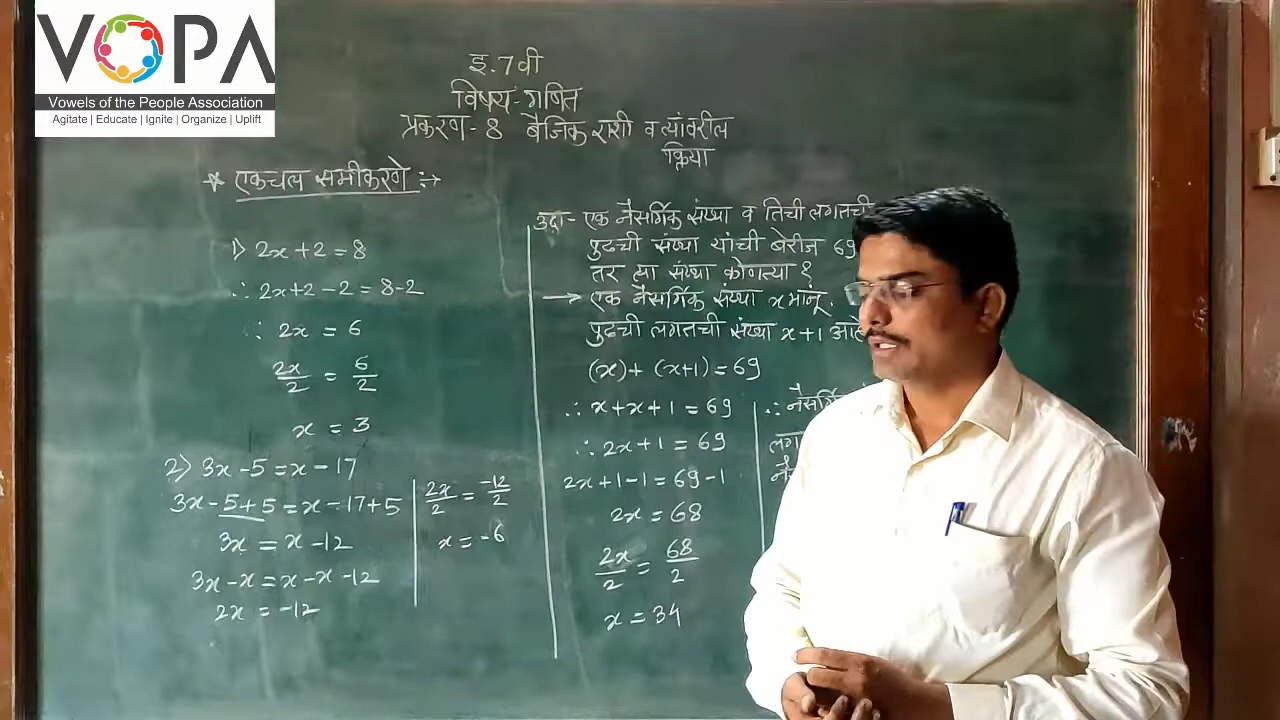 VOPA
Vowels of the People Association
Agitate | Educate | Ignite | Organize | Uplift
इ. 7 वी
विषय - गणित
प्रकरण - 8 बैजिक राशी व त्यांवरील
क्रिया
* एकचल समीकरणे :→
1) 2x + 2 = 8
∴ 2x + 2 - 2 = 8 - 2
∴ 2x = 6
2x/2 = 6/2
x = 3
2) 3x - 5 = x - 17
3x - 5 + 5 = x - 17 + 5
3x = x - 12
3x - x = x - x - 12
2x = -12
2x/2 = -12/2
x = -6
उदा - एक नैसर्गिक संख्या व तिची लगतची
पुढची संख्या यांची बेरीज 69
तर त्या संख्या कोणत्या ?
→ एक नैसर्गिक संख्या x मानू.
पुढची लगतची संख्या x + 1 आहे
(x) + (x + 1) = 69
∴ x + x + 1 = 69
∴ 2x + 1 = 69
2x + 1 - 1 = 69 - 1
2x = 68
2x/2 = 68/2
x = 34